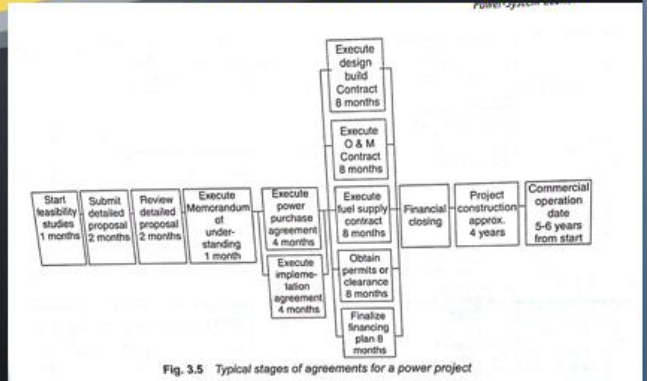 Execute
design
build
Contract
8 months
Execute
O & M
Contract
8 months
Start
feasibility
studies
1 months
Submit
detailed
proposal
2 months
Review
detailed
proposal
2 months
Execute
Memorandum
of
under-
standing
1 month
Execute
power
purchase
agreement
4 months
Execute
impleme-
tation
agreement
4 months
Execute
fuel supply
contract
8 months
Obtain
permits or
clearance
8 months
Finalize
financing
plan 8
months
Financial
closing
Project
construction
approx.
4 years
Commercial
operation
date
5-6 years
from start
Fig. 3.5 Typical stages of agreements for a power project